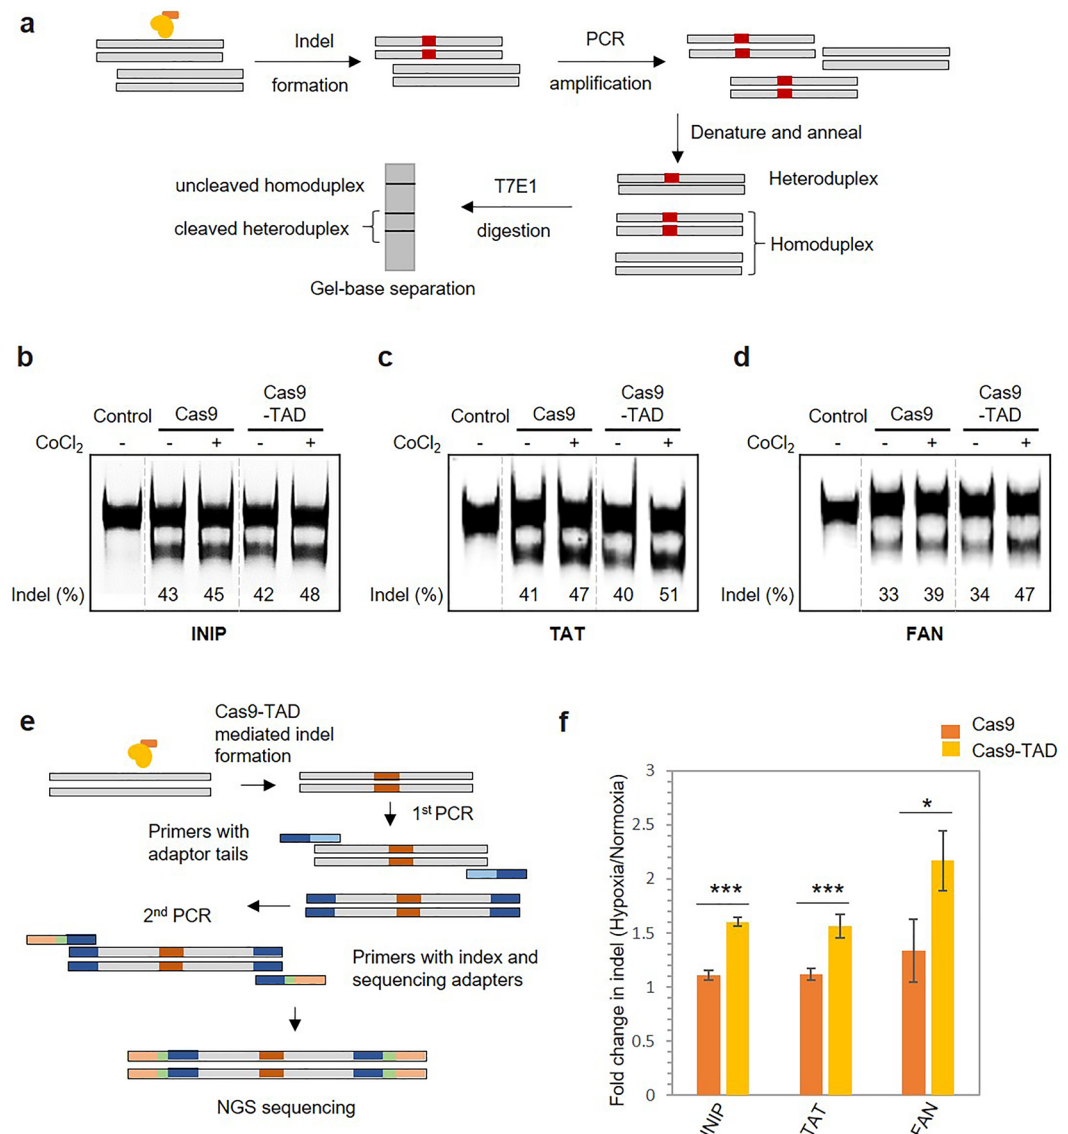 a
Indel
formation
PCR
amplification
Denature and anneal
Heteroduplex
Homoduplex
T7E1
digestion
uncleaved homoduplex
cleaved heteroduplex
Gel-base separation
b
Control Cas9 Cas9
-TAD
CoCl2 - - + - +
Indel (%) 43 45 42 48
INIP
c
Control Cas9 Cas9
-TAD
CoCl2 - - + - +
Indel (%) 41 47 40 51
TAT
d
Control Cas9 Cas9
-TAD
CoCl2 - - + - +
Indel (%) 33 39 34 47
FAN
e
Cas9-TAD
mediated indel
formation
1st PCR
Primers with
adaptor tails
2nd PCR
Primers with index and
sequencing adapters
NGS sequencing
f
Cas9
Cas9-TAD
Fold change in indel (Hypoxia/Normoxia)
3
2.5
2
1.5
1
0.5
0
***
***
*
INIP
TAT
FAN